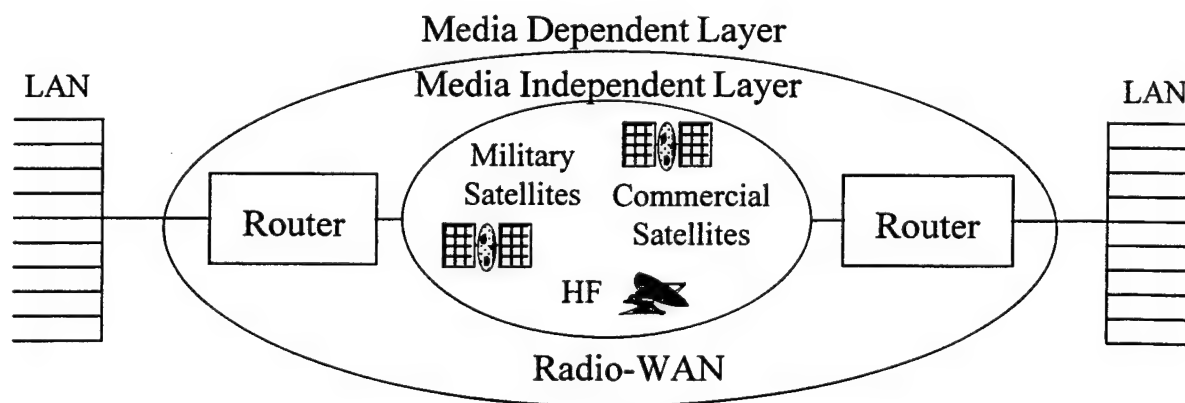 Media Dependent Layer
Media Independent Layer
LAN
LAN
Military
Satellites
Commercial
Satellites
Router
Router
HF
Radio-WAN